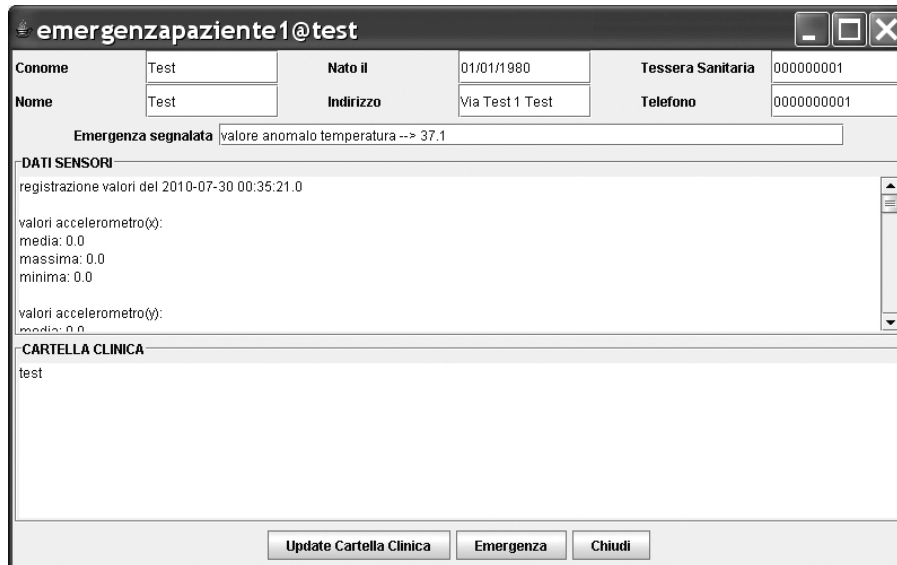 emergenzapaziente1@test
Conome Test Nato il 01/01/1980 Tessera Sanitaria 000000001
Nome Test Indirizzo Via Test 1 Test Telefono 0000000001
Emergenza segnalata valore anomalo temperatura --> 37.1
DATI SENSORI
registrazione valori del 2010-07-30 00:35:21.0
valori accelerometro(x):
media: 0.0
massima: 0.0
minima: 0.0
valori accelerometro(y):
media: 0.0
CARTELLA CLINICA
test
Update Cartella Clinica Emergenza Chiudi